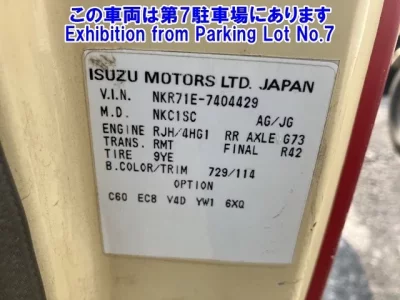 この車両は第7駐車場にあります
Exhibition from Parking Lot No.7
ISUZU MOTORS LTD. JAPAN
V.I.N. NKR71E-7404429
M.D. NKC1SC AG/JG
ENGINE RJH/4HG1 RR AXLE G73
TRANS. RMT FINAL R42
TIRE 9YE
B.COLOR/TRIM 729/114
OPTION
C60 EC8 V4D YW1 6XQ